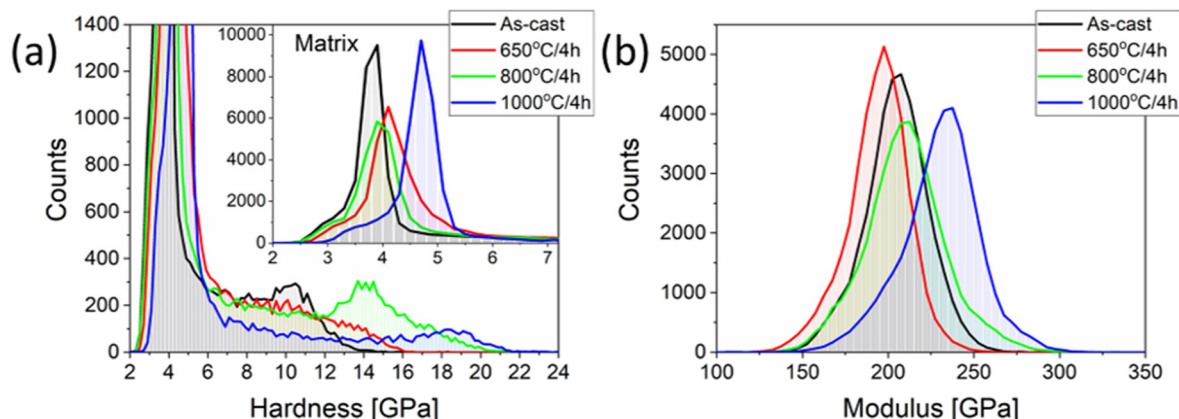 (a)
Counts
1400
1200
1000
800
600
400
200
0
2 4 6 8 10 12 14 16 18 20 22 24
Hardness [GPa]
Matrix
10000
8000
6000
4000
2000
0
2 3 4 5 6 7
As-cast
650°C/4h
800°C/4h
1000°C/4h
(b)
Counts
5000
4000
3000
2000
1000
0
100 150 200 250 300 350
Modulus [GPa]
As-cast
650°C/4h
800°C/4h
1000°C/4h